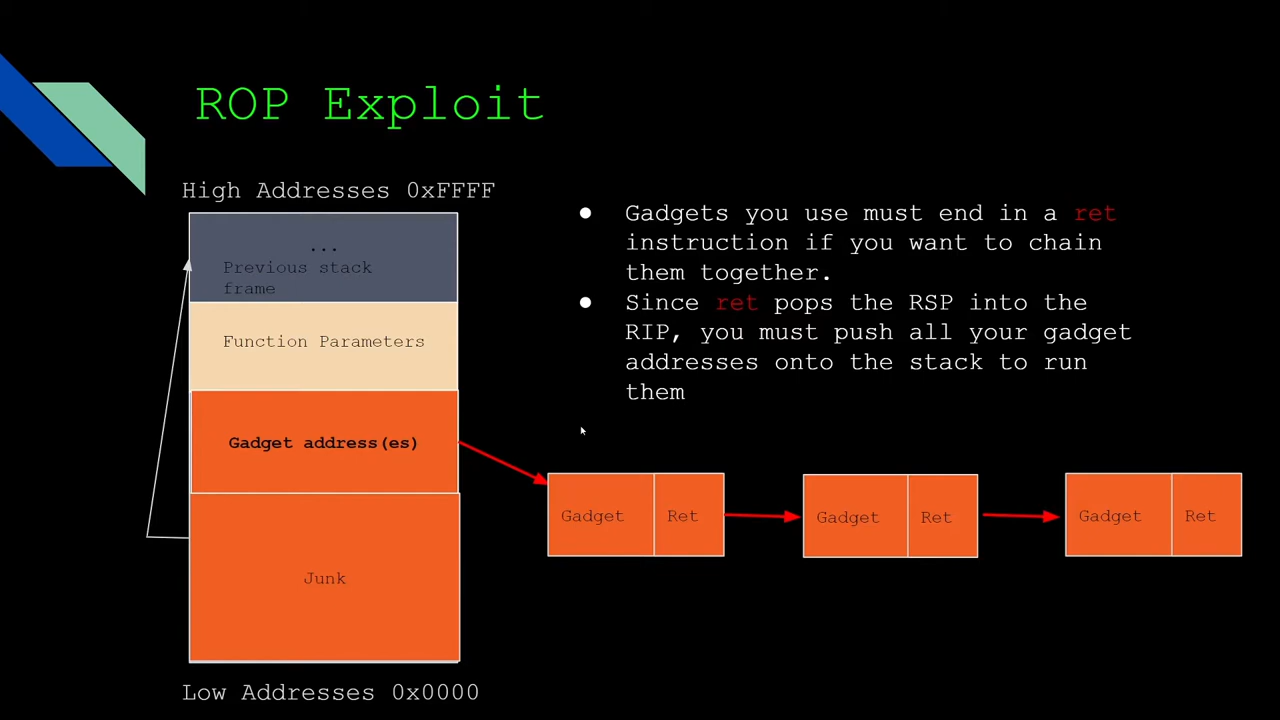 ROP Exploit
High Addresses 0xFFFF
...
Previous stack
frame
Function Parameters
Gadget address(es)
Junk
Low Addresses 0x0000
● Gadgets you use must end in a ret
instruction if you want to chain
them together.
● Since ret pops the RSP into the
RIP, you must push all your gadget
addresses onto the stack to run
them
Gadget Ret
Gadget Ret
Gadget Ret